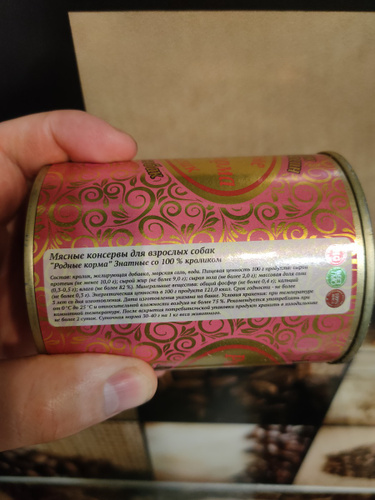 Мясные консервы для взрослых собак
"Родные корма" Знатные со 100 % кроликом
Состав: кролик, желирующая добавка, морская соль, вода. Пищевая ценность 100 г продукта: сырой
протеин (не менее 10,0 г); сырой жир (не более 9,0 г); сырая зола (не более 2,0 г); массовая доля соли
(0,3-0,5 г); влага (не более 82 %). Минеральные вещества: общий фосфор (не более 0,4 г), кальций
(не более 0,3 г). Энергетическая ценность в 100 г продукта: 121,0 ккал. Срок годности - не более
3 лет со дня изготовления. Дата изготовления указана на банке. Условия хранения: при температуре
от 0°С до 25°С и относительной влажности воздуха не более 75 %. Рекомендуется употреблять при
комнатной температуре. После вскрытия потребительской упаковки продукт хранить в холодильнике
не более 2 суток. Суточная норма 30-40 г на 1 кг веса животного.